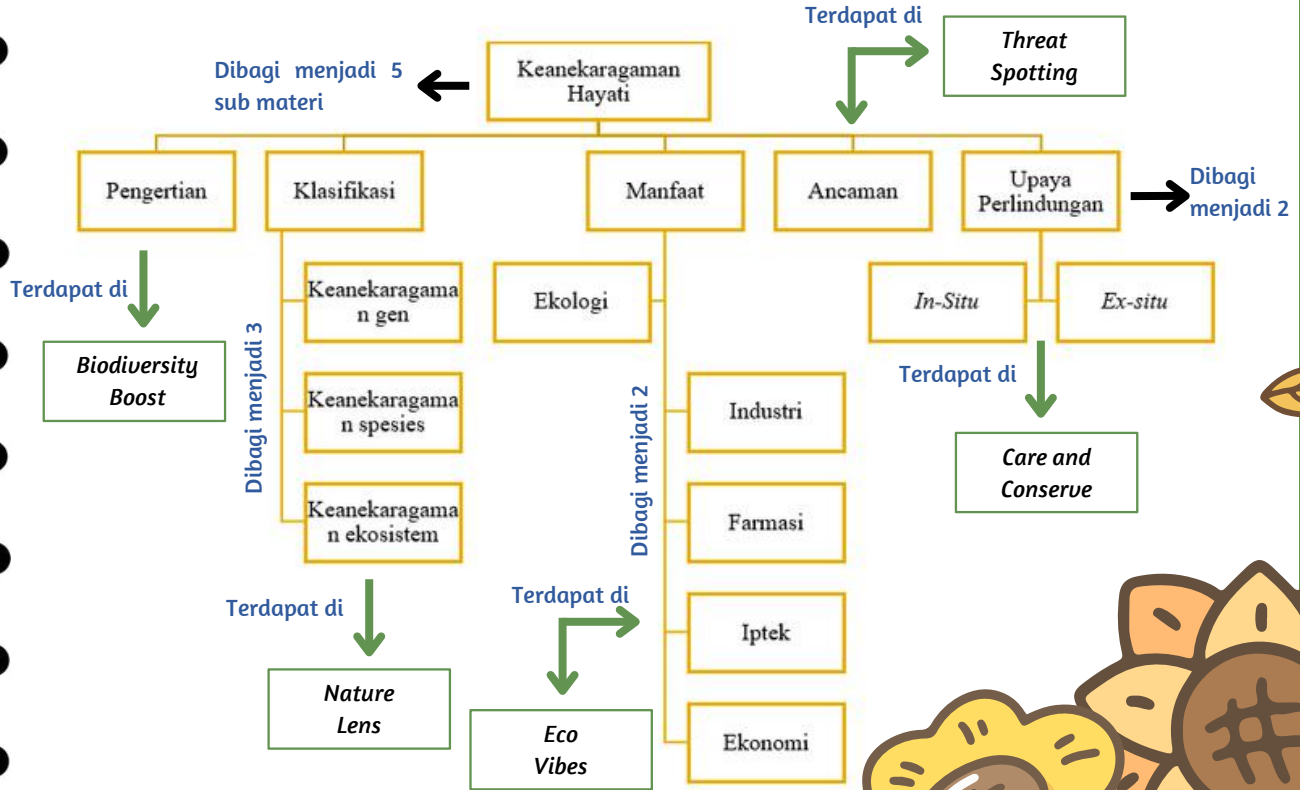 Terdapat di
Threat
Spotting
Keanekaragaman
Hayati
Dibagi menjadi 5
sub materi
Pengertian
Klasifikasi
Manfaat
Ancaman
Upaya
Perlindungan
Dibagi
menjadi 2
Terdapat di
Biodiversity
Boost
Dibagi menjadi 3
Keanekaragama
n gen
Keanekaragama
n spesies
Keanekaragama
n ekosistem
Terdapat di
Nature
Lens
Ekologi
Dibagi menjadi 2
Industri
Farmasi
Iptek
Ekonomi
Terdapat di
Eco
Vibes
In-Situ
Ex-situ
Terdapat di
Care and
Conserve